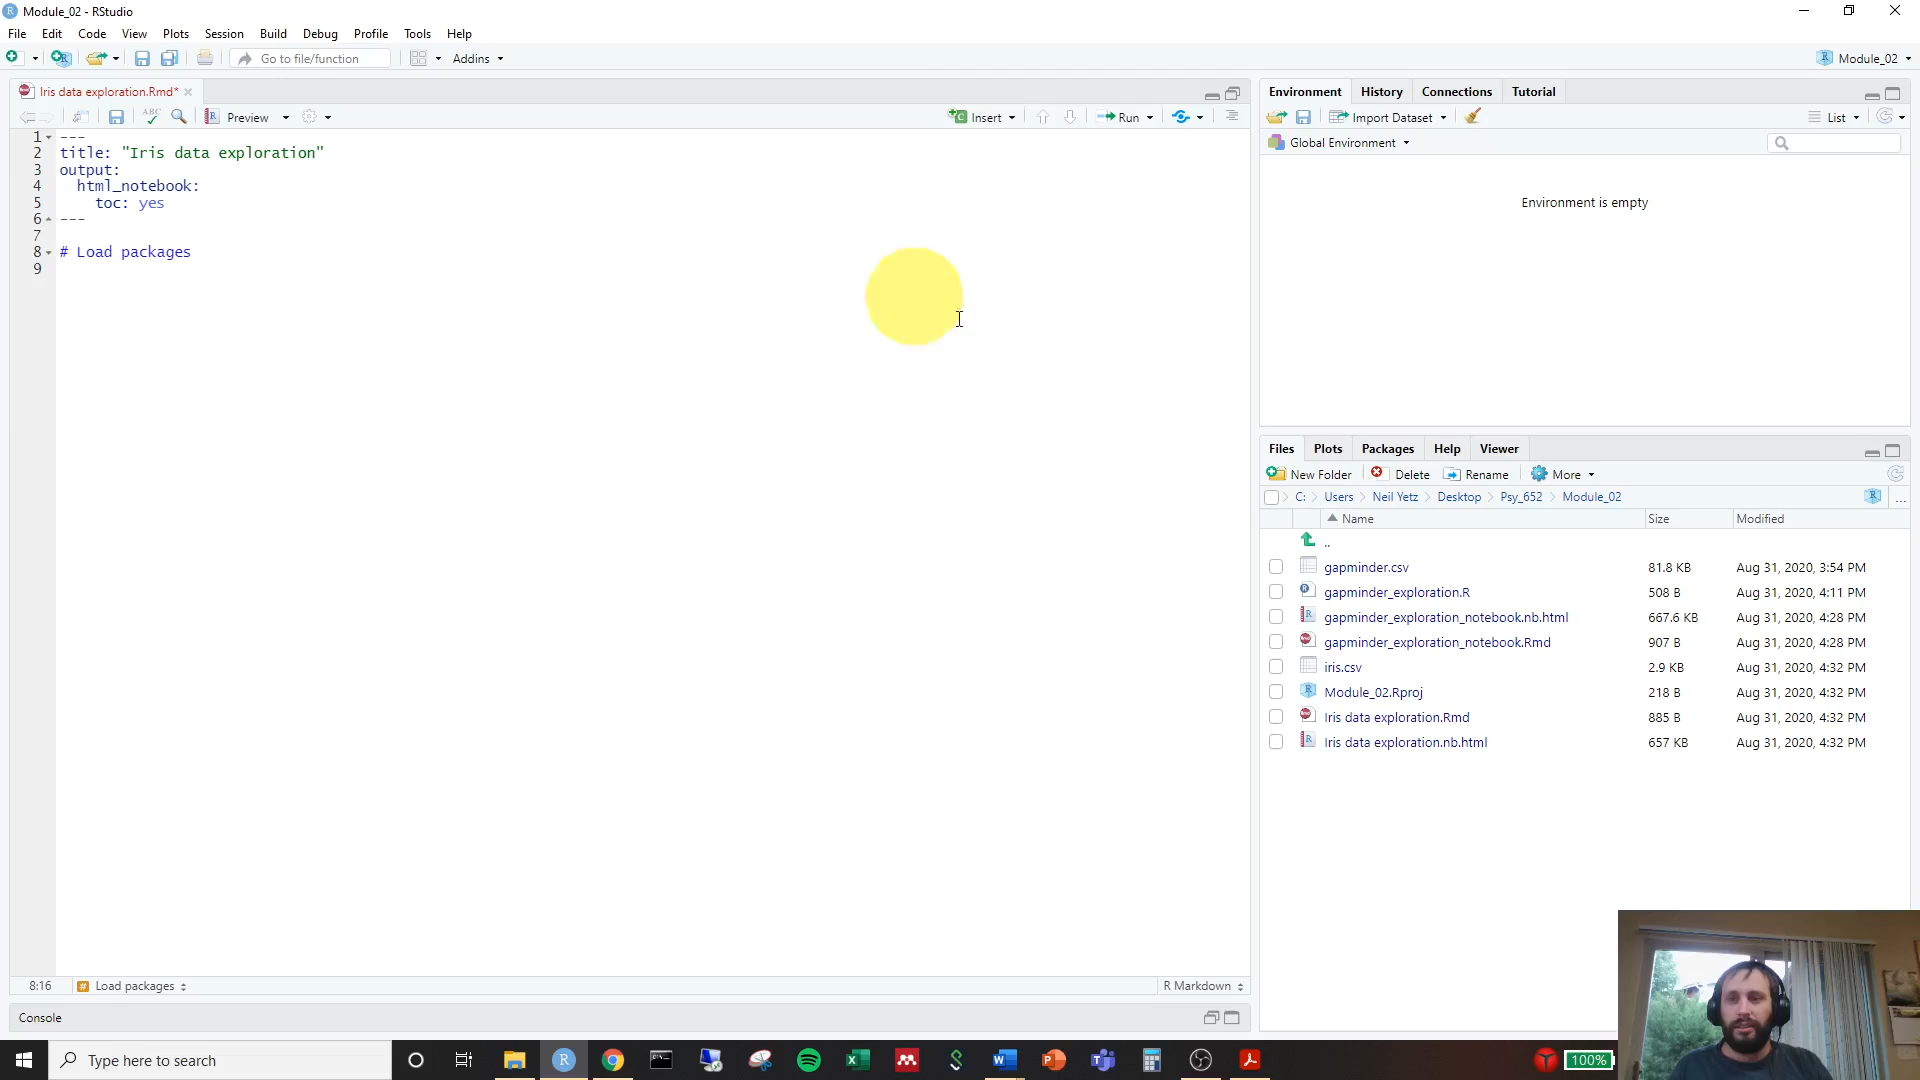 Module_02 - RStudio
File Edit Code View Plots Session Build Debug Profile Tools Help
Go to file/function Addins Module_02
Iris data exploration.Rmd*
ABC Preview Insert Run
1 ---
2 title: "Iris data exploration"
3 output:
4 html_notebook:
5 toc: yes
6 ---
7
8 # Load packages
9
8:16 # Load packages R Markdown
Console
Environment History Connections Tutorial
Import Dataset List
Global Environment
Environment is empty
Files Plots Packages Help Viewer
New Folder Delete Rename More
C: Users Neil Yetz Desktop Psy_652 Module_02 ...
Name Size Modified
..
gapminder.csv 81.8 KB Aug 31, 2020, 3:54 PM
gapminder_exploration.R 508 B Aug 31, 2020, 4:11 PM
gapminder_exploration_notebook.nb.html 667.6 KB Aug 31, 2020, 4:28 PM
gapminder_exploration_notebook.Rmd 907 B Aug 31, 2020, 4:28 PM
iris.csv 2.9 KB Aug 31, 2020, 4:32 PM
Module_02.Rproj 218 B Aug 31, 2020, 4:32 PM
Iris data exploration.Rmd 885 B Aug 31, 2020, 4:32 PM
Iris data exploration.nb.html 657 KB Aug 31, 2020, 4:32 PM
Type here to search 100%